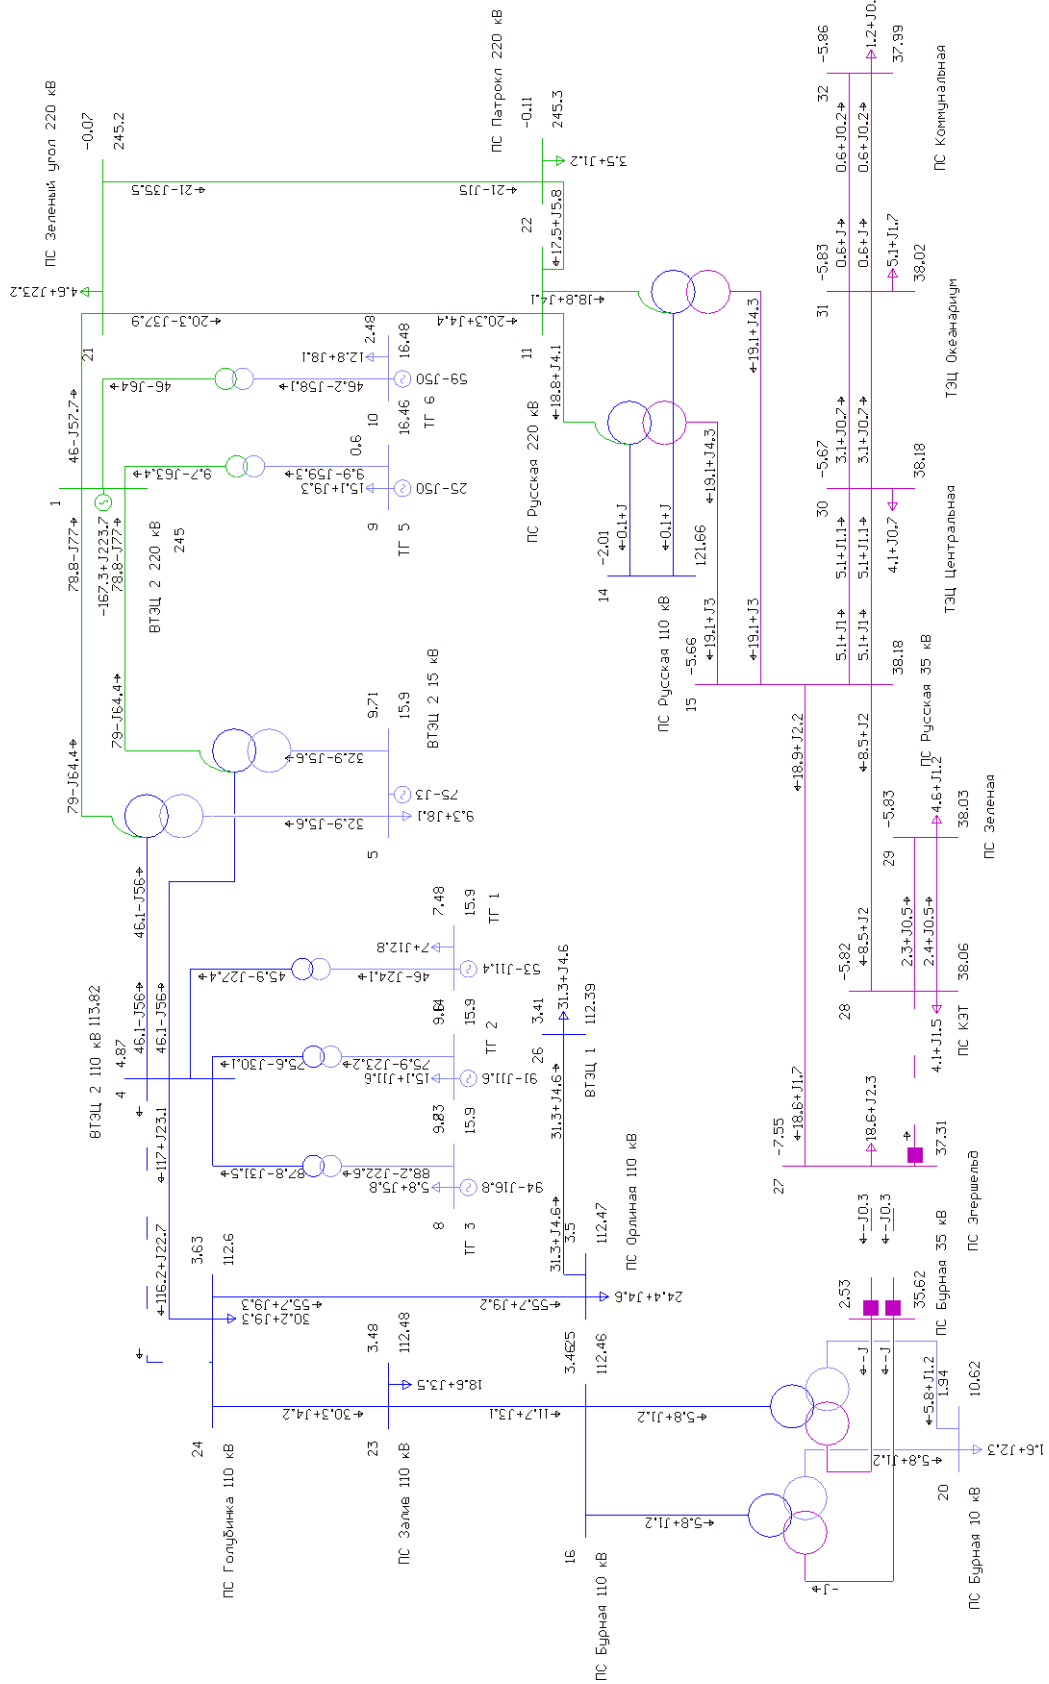 ПС Зеленый угол 220 кВ
-0.07
245.2
4.6+J23.2
21
21-J35.5
20.3-J37.9
ПС Патрокл 220 кВ
-0.11
245.3
3.5+J1.2
22
21-J15
17.5+J5.8
20.3+J4.4
18.8+J4.1
11
18.8+J4.1
ПС Русская 220 кВ
46-J57.7
1
78.8-J77
-167.3+J223.7
78.8-J77
ВТЭЦ 2 220 кВ
245
46-J64
46.2-J58.1
2.48
16.48
12.8+J8.1
59-J50
10
ТГ 6
9.7-J63.4
9.9-J59.3
0.6
16.46
15.1+J9.3
25-J50
9
ТГ 5
79-J64.4
79-J64.4
32.9-J5.6
32.9-J5.6
9.71
15.9
75-J3
9.3+J8.1
5
ВТЭЦ 2 15 кВ
46.1-J56
46.1-J56
46.1-J56
ВТЭЦ 2 110 кВ 113.82
4.87
4
117+J23.1
116.2+J22.7
45.9-J27.4
46-J24.1
7.48
15.9
7+J12.8
53-J11.4
ТГ 1
75.6-J30.1
75.9-J23.2
15.9
15.1+J11.6
91-J11.6
ТГ 2
87.8-J31.5
88.2-J22.6
15.9
5.8+J5.8
94-J16.8
8
ТГ 3
3.41
31.3+J4.6
112.39
26
ВТЭЦ 1
31.3+J4.6
31.3+J4.6
3.5
112.47
ПС Орлиная 110 кВ
24.4+J4.6
25
55.7+J9.3
55.7+J9.2
3.63
112.6
30.2+J9.3
24
ПС Голубинка 110 кВ
30.3+J4.2
3.48
112.48
18.6+J3.5
23
ПС Залив 110 кВ
11.7+J3.1
3.46
112.46
16
ПС Бурная 110 кВ
5.8+J1.2
5.8+J1.2
-J
-J
-J
2.53
35.62
ПС Бурная 35 кВ
-J0.3
-J0.3
5.8+J1.2
5.8+J1.2
1.94
10.62
1.6+J2.3
20
ПС Бурная 10 кВ
-2.01
121.66
0.1+J
0.1+J
14
ПС Русская 110 кВ
19.1+J4.3
19.1+J4.3
19.1+J3
19.1+J3
-5.66
38.18
15
ПС Русская 35 кВ
18.9+J2.2
18.6+J1.7
8.5+J2
8.5+J2
-7.55
18.6+J2.3
37.31
27
ПС Эгершельд
-5.82
38.06
4.1+J1.5
28
ПС КЭТ
2.3+J0.5
2.4+J0.5
-5.83
4.6+J1.2
38.03
29
ПС Зеленая
5.1+J1
5.1+J1
5.1+J1.1
5.1+J1.1
-5.67
38.18
4.1+J0.7
30
ТЭЦ Центральная
3.1+J0.7
3.1+J0.7
-5.83
5.1+J1.7
38.02
31
ТЭЦ Океанариум
0.6+J
0.6+J
0.6+J0.2
0.6+J0.2
-5.86
1.2+J0.
37.99
32
ПС Коммунальная